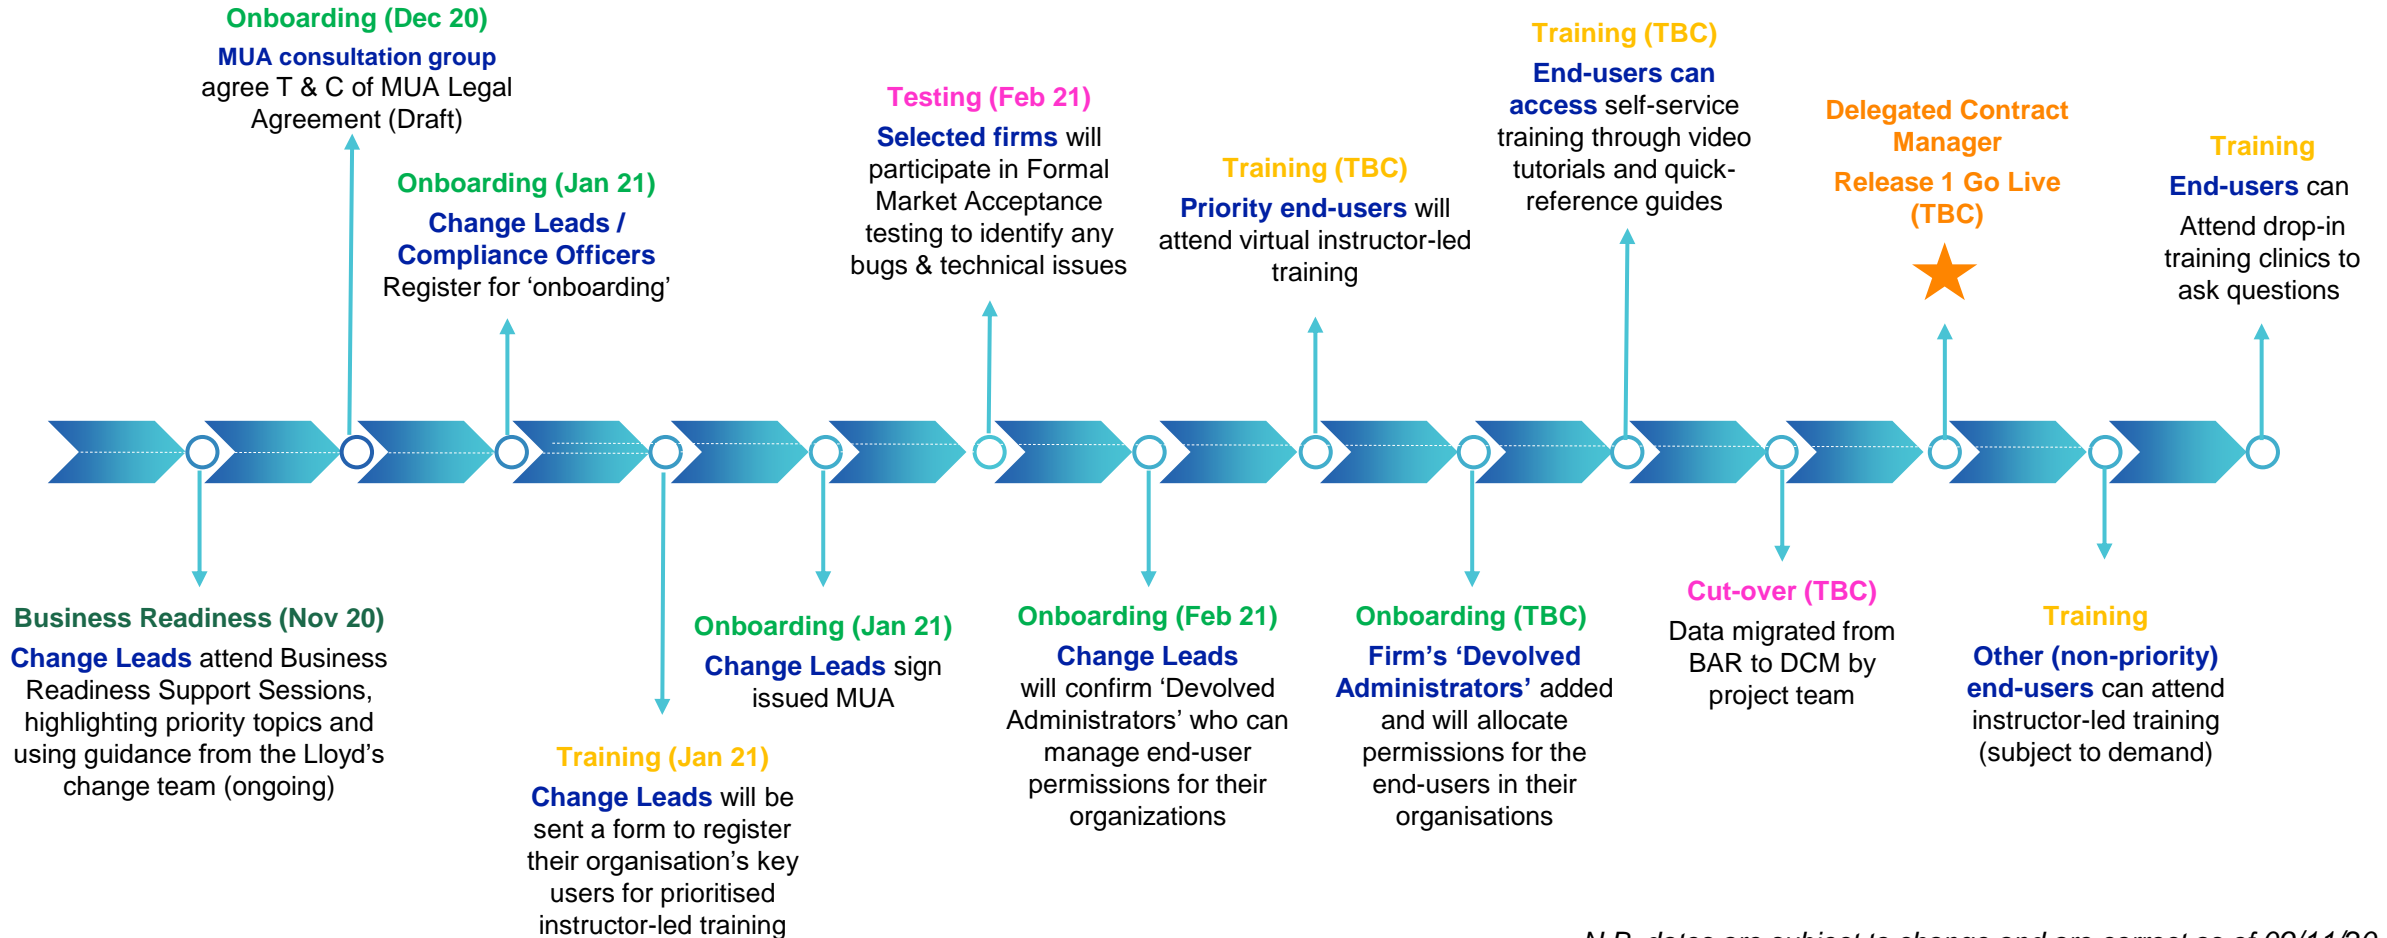 Onboarding (Dec 20)
MUA consultation group
agree T & C of MUA Legal
Agreement (Draft)
Onboarding (Jan 21)
Change Leads /
Compliance Officers
Register for ‘onboarding’
Testing (Feb 21)
Selected firms will
participate in Formal
Market Acceptance
testing to identify any
bugs & technical issues
Training (TBC)
Priority end-users will
attend virtual instructor-led
training
Training (TBC)
End-users can
access self-service
training through video
tutorials and quick-
reference guides
Delegated Contract
Manager
Release 1 Go Live
(TBC)
Training
End-users can
Attend drop-in
training clinics to
ask questions
Business Readiness (Nov 20)
Change Leads attend Business
Readiness Support Sessions,
highlighting priority topics and
using guidance from the Lloyd’s
change team (ongoing)
Training (Jan 21)
Change Leads will be
sent a form to register
their organisation’s key
users for prioritised
instructor-led training
Onboarding (Jan 21)
Change Leads sign
issued MUA
Onboarding (Feb 21)
Change Leads
will confirm ‘Devolved
Administrators’ who can
manage end-user
permissions for their
organizations
Onboarding (TBC)
Firm’s ‘Devolved
Administrators’ added
and will allocate
permissions for the
end-users in their
organisations
Cut-over (TBC)
Data migrated from
BAR to DCM by
project team
Training
Other (non-priority)
end-users can attend
instructor-led training
(subject to demand)
N.B. dates are subject to change and are correct as of